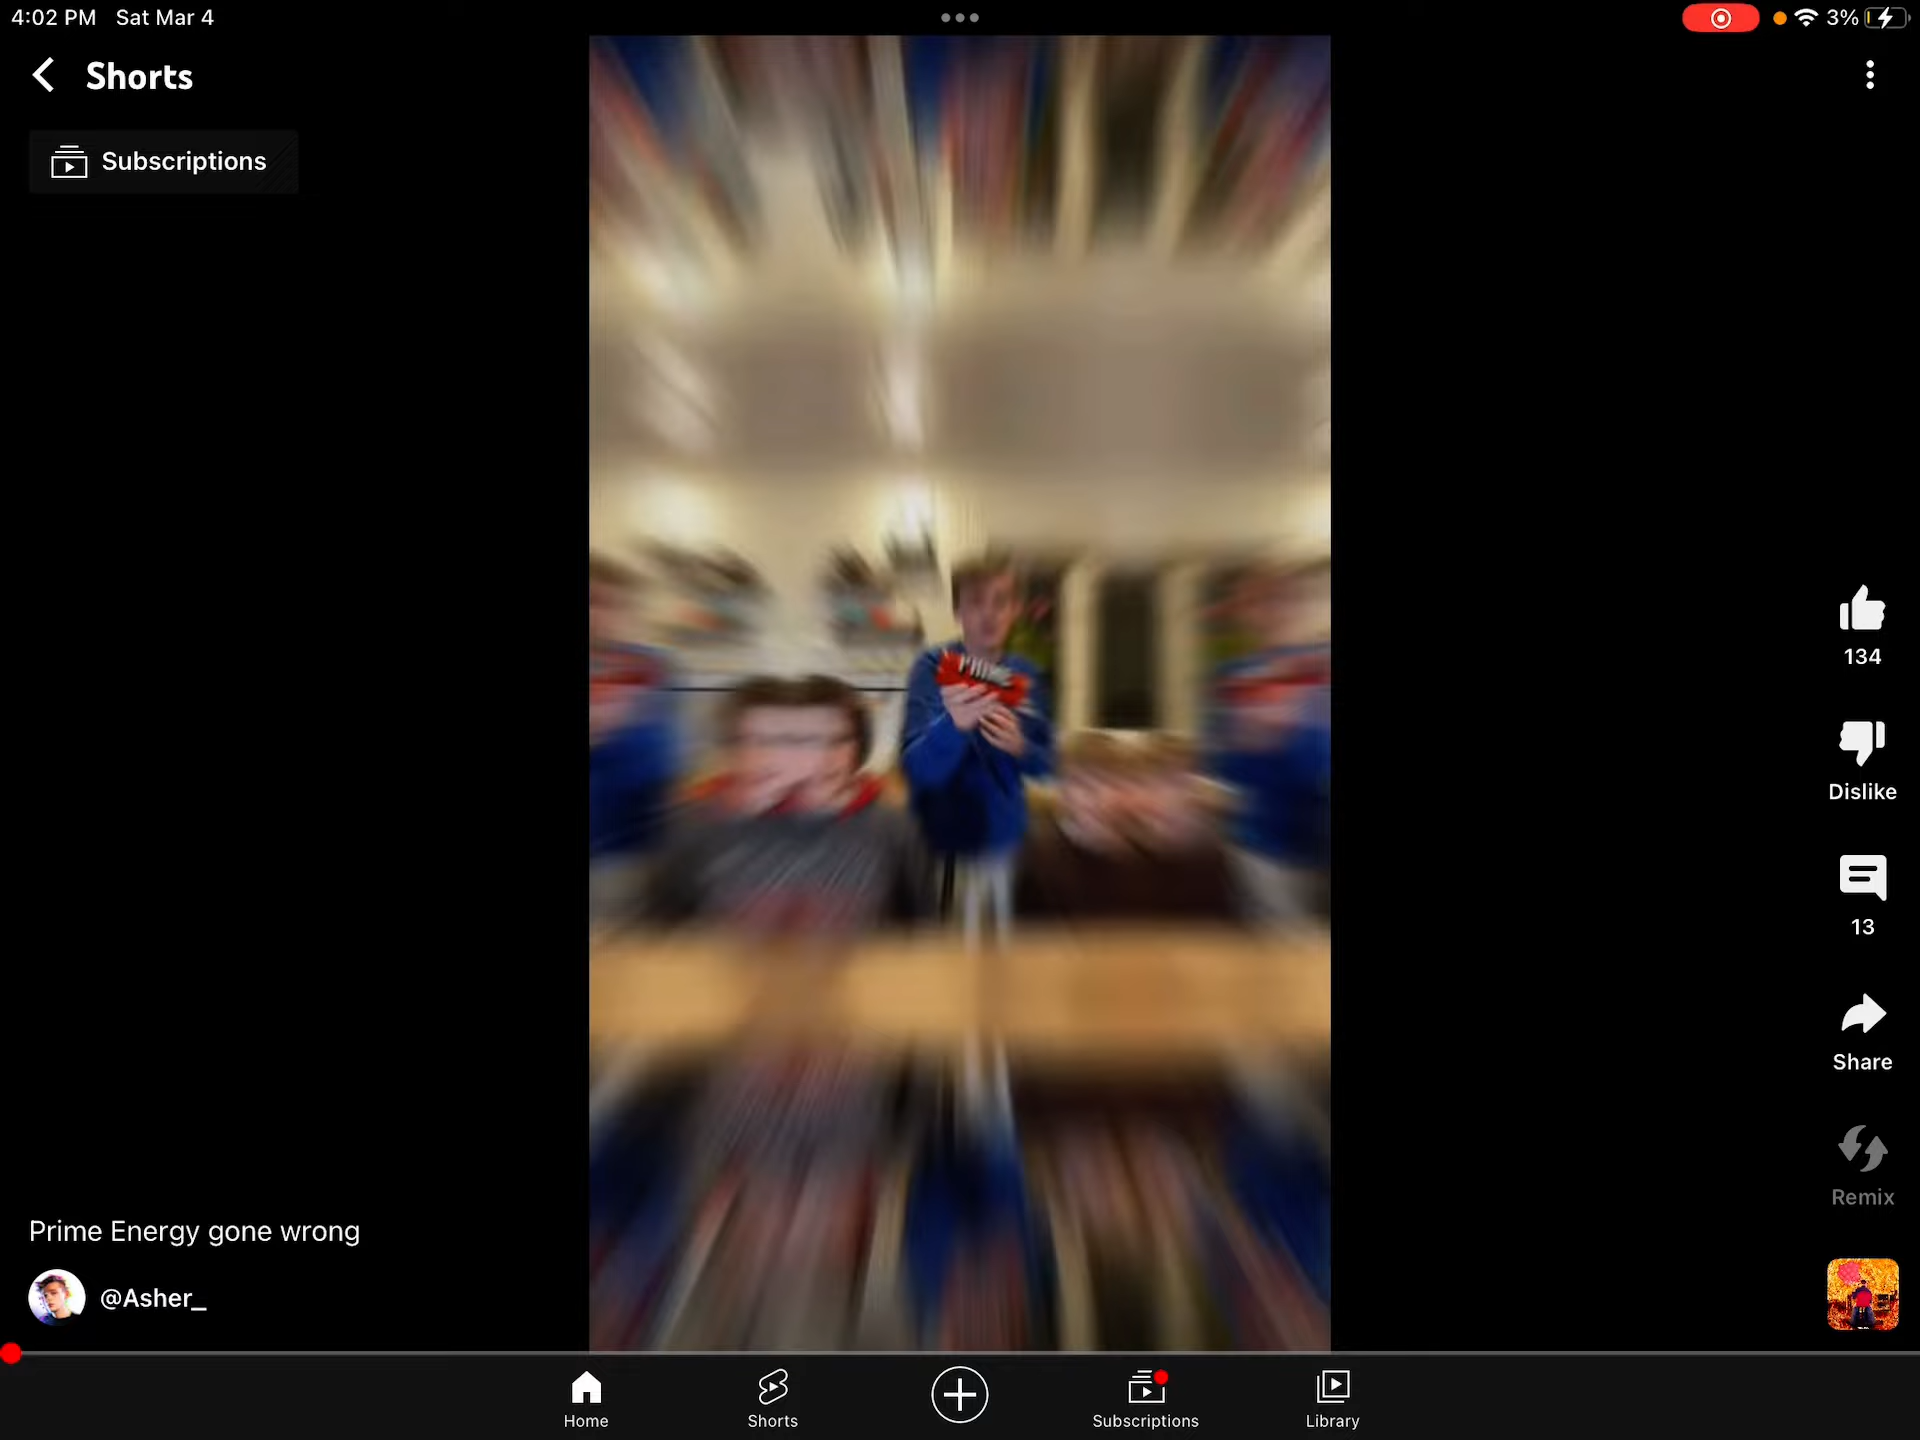 4:02 PM Sat Mar 4
3%
Shorts
Subscriptions
134
Dislike
13
Share
Remix
Prime Energy gone wrong
@Asher_
Home
Shorts
Subscriptions
Library